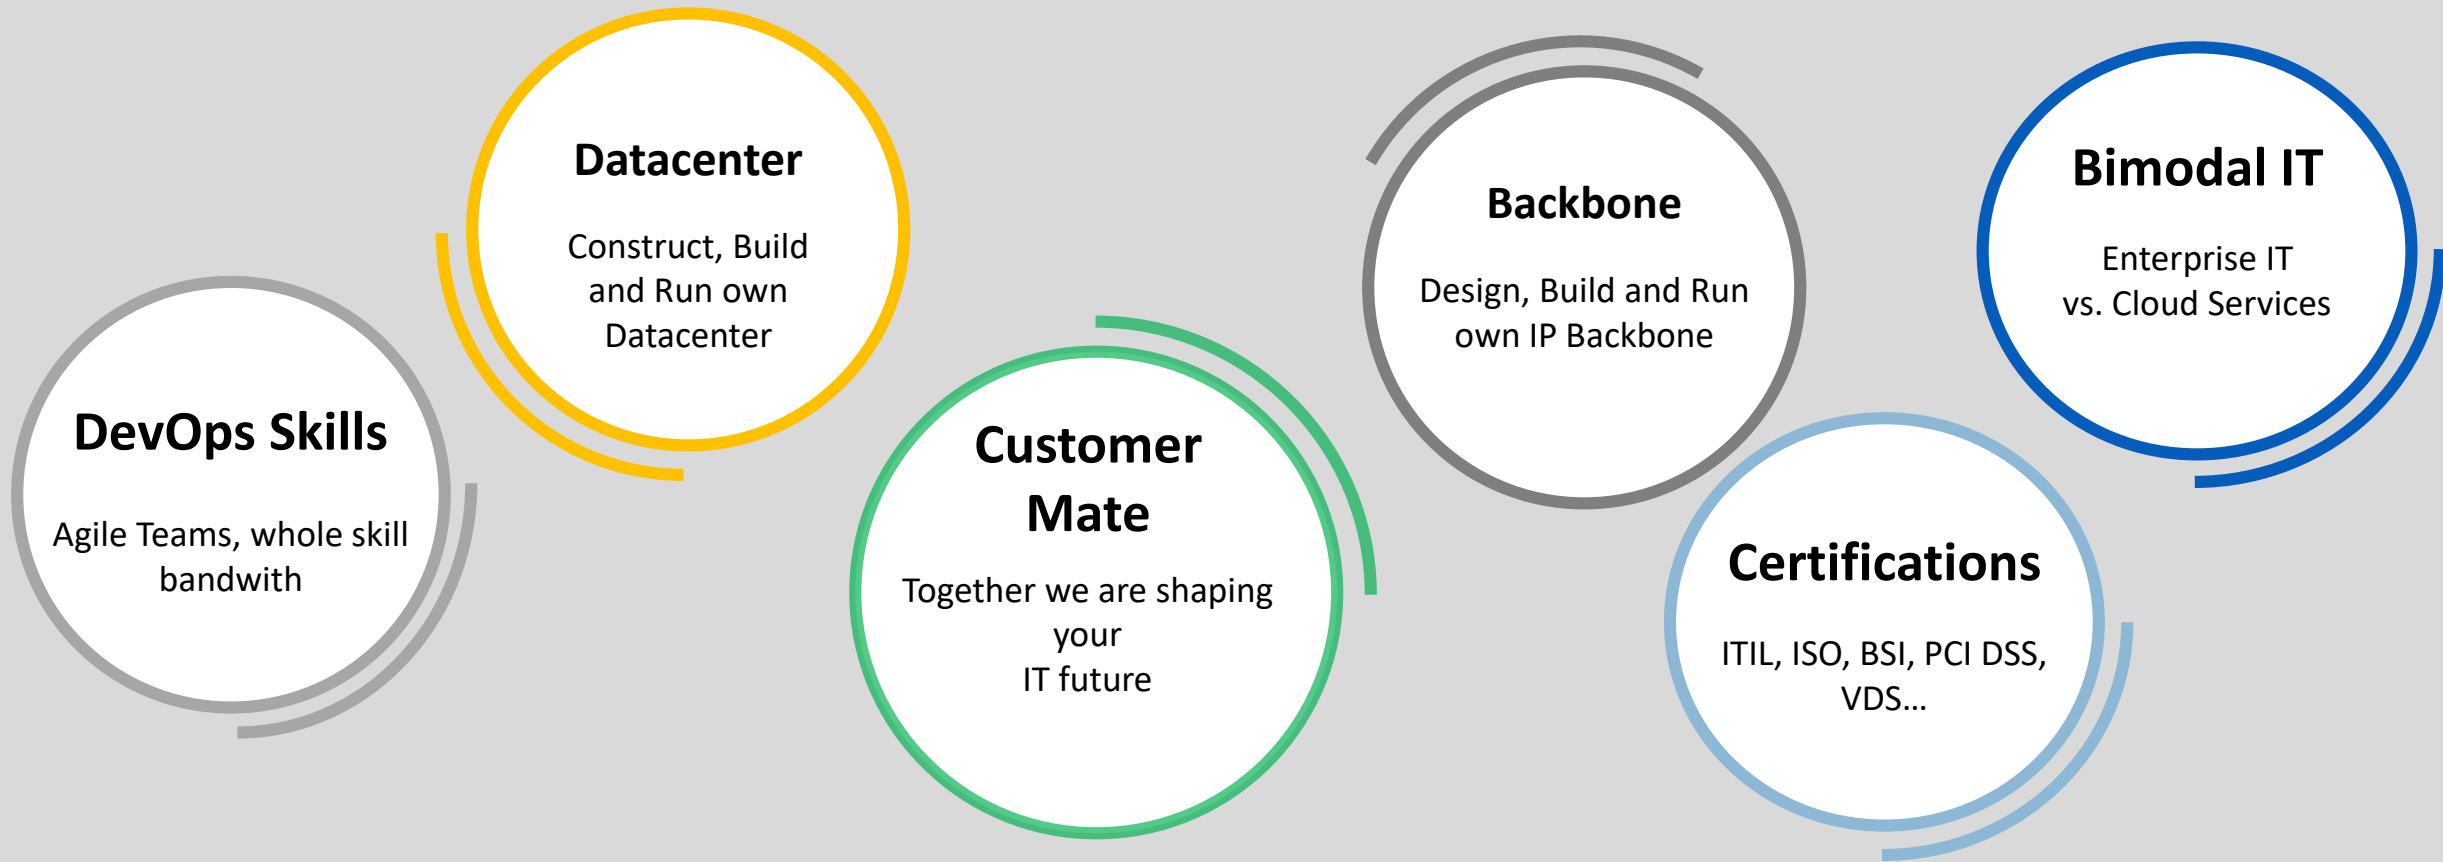 DevOps Skills
Agile Teams, whole skill
bandwith
Datacenter
Construct, Build
and Run own
Datacenter
Customer
Mate
Together we are shaping
your
IT future
Backbone
Design, Build and Run
own IP Backbone
Certifications
ITIL, ISO, BSI, PCI DSS,
VDS...
Bimodal IT
Enterprise IT
vs. Cloud Services